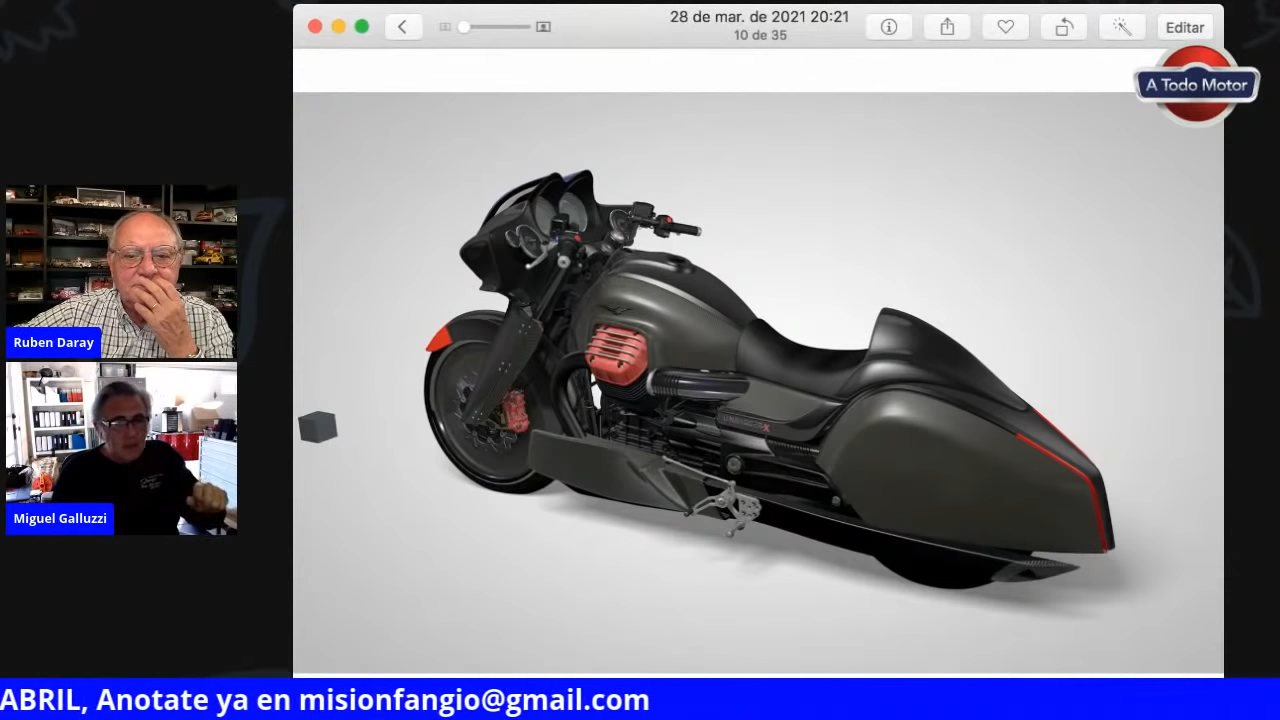 28 de mar. de 2021 20:21
10 de 35
Editar
A Todo Motor
Ruben Daray
Miguel Galluzzi
ABRIL, Anotate ya en misionfangio@gmail.com